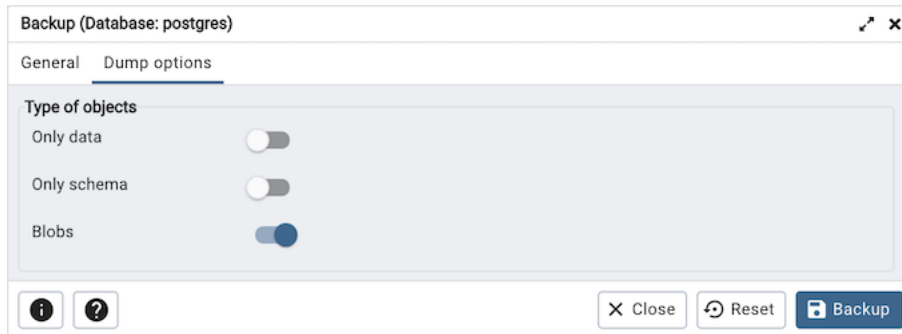 Backup (Database: postgres)
General Dump options
Type of objects
Only data
Only schema
Blobs
Close Reset Backup